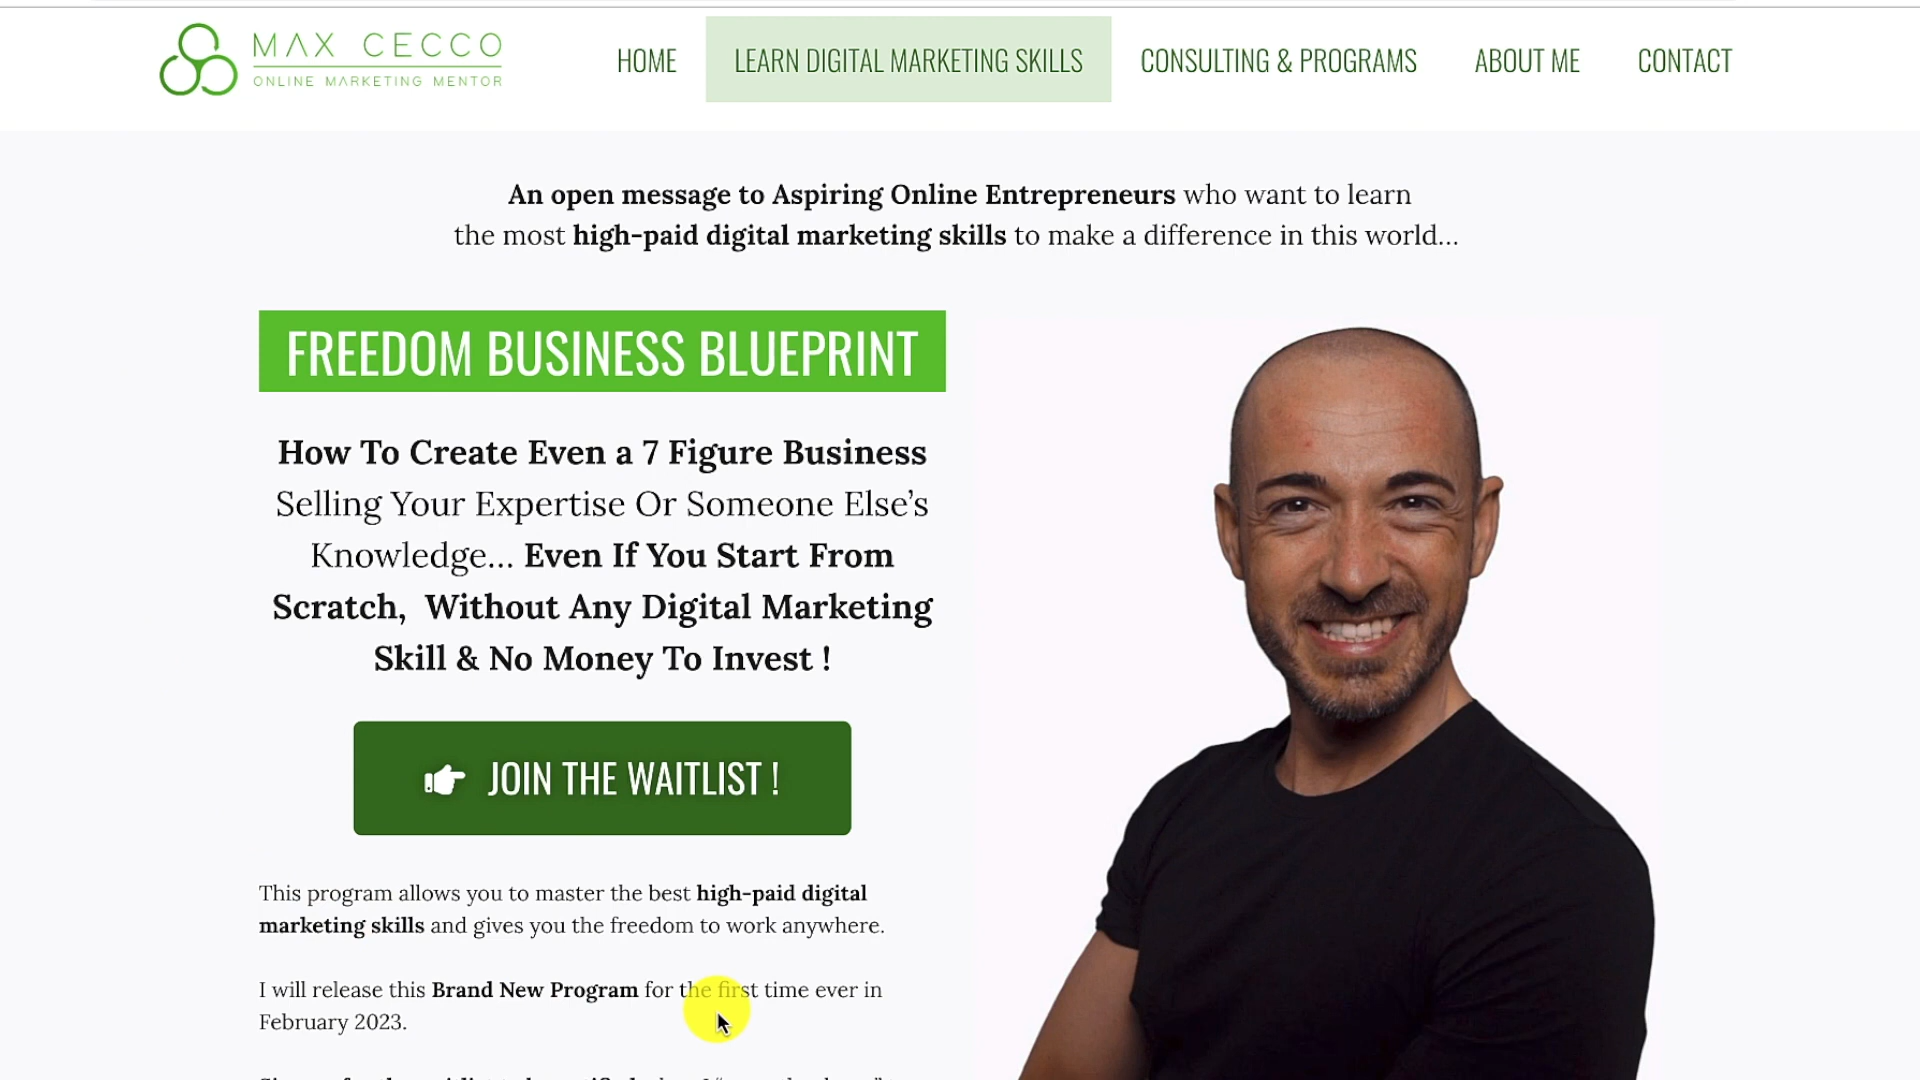 MAX CECCO
ONLINE MARKETING MENTOR
HOME
LEARN DIGITAL MARKETING SKILLS
CONSULTING & PROGRAMS
ABOUT ME
CONTACT
An open message to Aspiring Online Entrepreneurs who want to learn
the most high-paid digital marketing skills to make a difference in this world...
FREEDOM BUSINESS BLUEPRINT
How To Create Even a 7 Figure Business
Selling Your Expertise Or Someone Else’s
Knowledge... Even If You Start From
Scratch, Without Any Digital Marketing
Skill & No Money To Invest !
JOIN THE WAITLIST !
This program allows you to master the best high-paid digital
marketing skills and gives you the freedom to work anywhere.
I will release this Brand New Program for the first time ever in
February 2023.